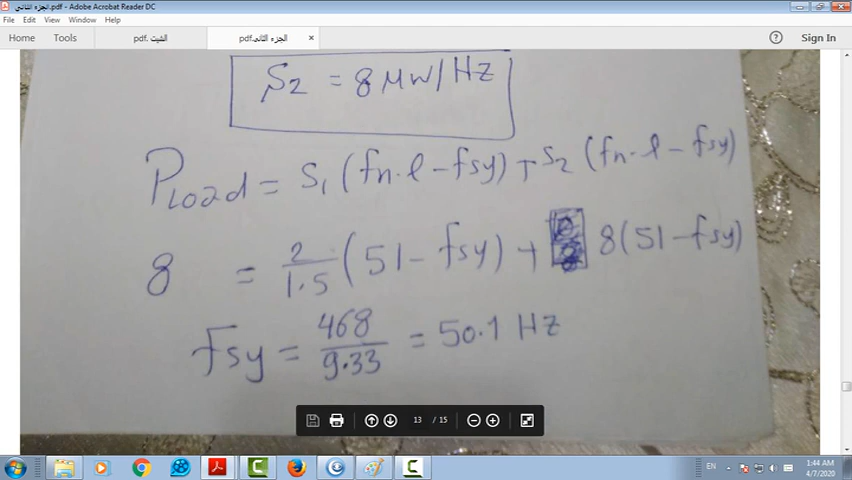 الجزء الثاني.pdf - Adobe Acrobat Reader DC
File Edit View Window Help
Home Tools الشيت .pdf الجزء الثانى.pdf × ? Sign In
S2 = 8 MW/HZ
PLOAD = S1 (fn.l - fsy) + S2 (fn.l - fsy)
8 = 2/1.5 (51 - fsy) + 8(51 - fsy)
Fsy = 468/9.33 = 50.1 HZ
13 / 15
EN 1:44 AM
4/7/2020